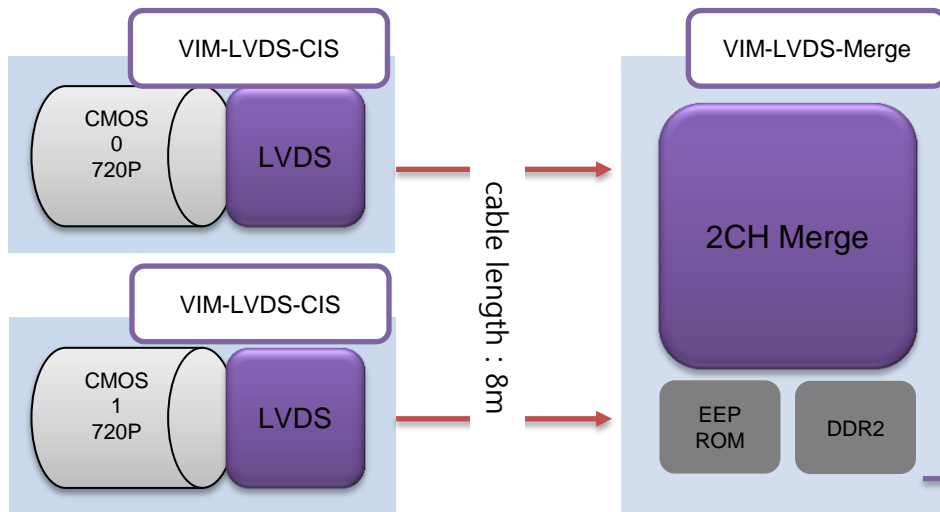 VIM-LVDS-CIS
CMOS
0
720P
LVDS
VIM-LVDS-CIS
CMOS
1
720P
LVDS
cable length : 8m
VIM-LVDS-Merge
2CH Merge
EEP
ROM
DDR2